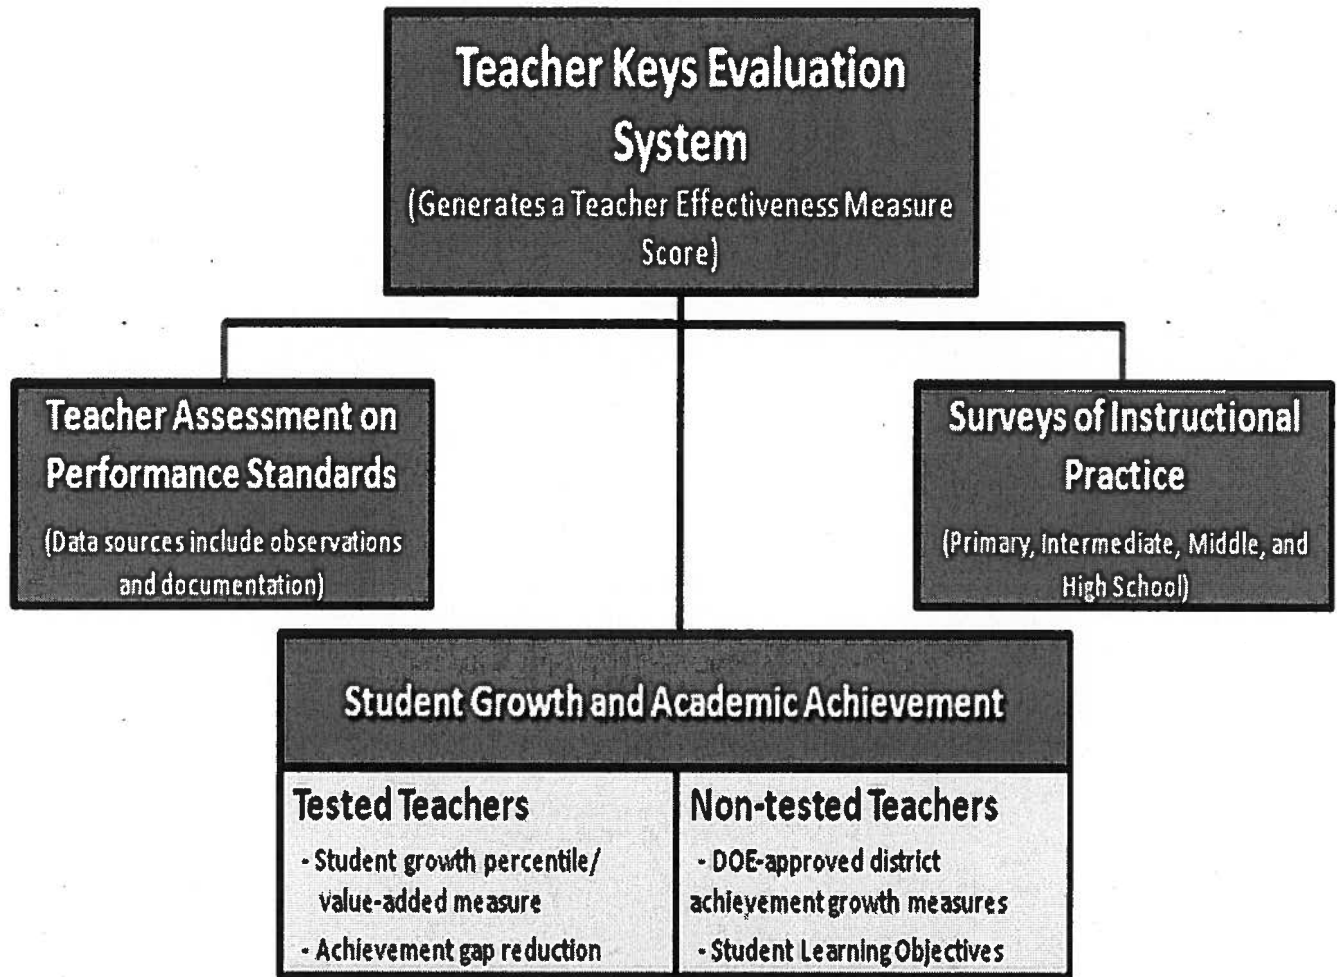 Teacher Keys Evaluation
System
(Generates a Teacher Effectiveness Measure
Score)
Teacher Assessment on
Performance Standards
(Data sources include observations
and documentation)
Surveys of Instructional
Practice
(Primary, Intermediate, Middle, and
High School)
Student Growth and Academic Achievement
Tested Teachers
- Student growth percentile/
value-added measure
- Achievement gap reduction
Non-tested Teachers
- DOE-approved district
achievement growth measures
- Student Learning Objectives